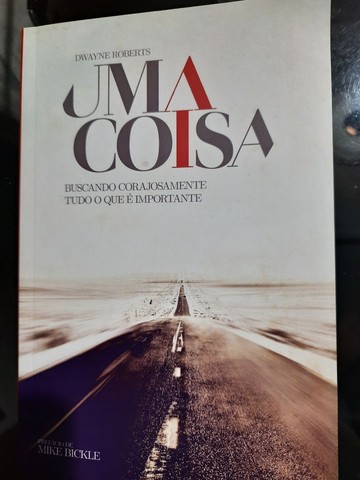 DWAYNE ROBERTS
UMA
COISA
BUSCANDO CORAJOSAMENTE
TUDO O QUE É IMPORTANTE
PREFÁCIO DE
MIKE BICKLE